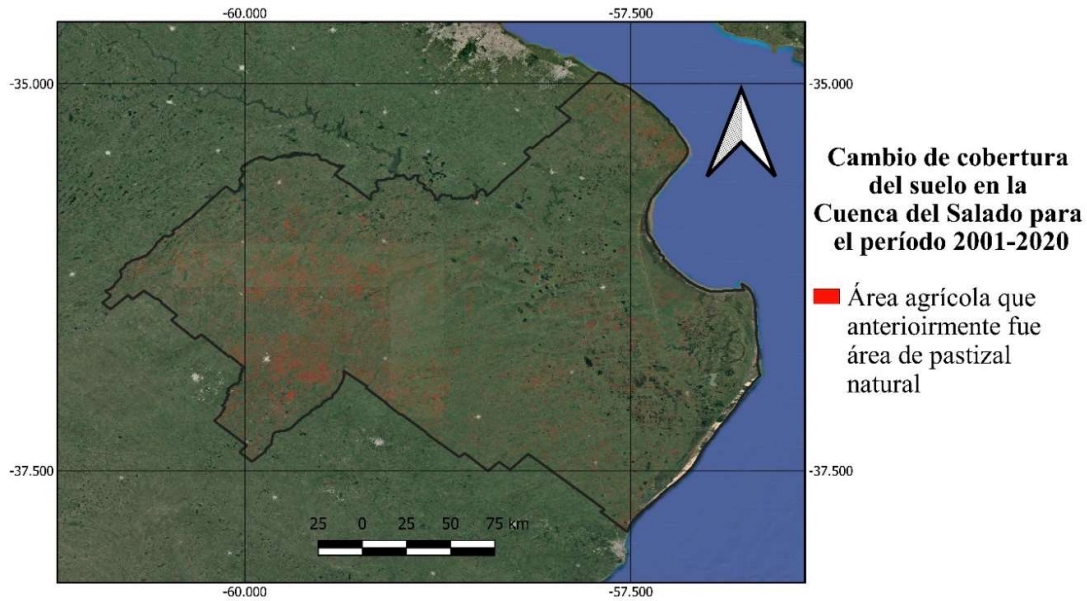 -60.000
-57.500
-35.000
-35.000
Cambio de cobertura
del suelo en la
Cuenca del Salado para
el período 2001-2020
Área agrícola que
anterioirmente fue
área de pastizal
natural
-37.500
-37.500
25 0 25 50 75 km
-60.000
-57.500